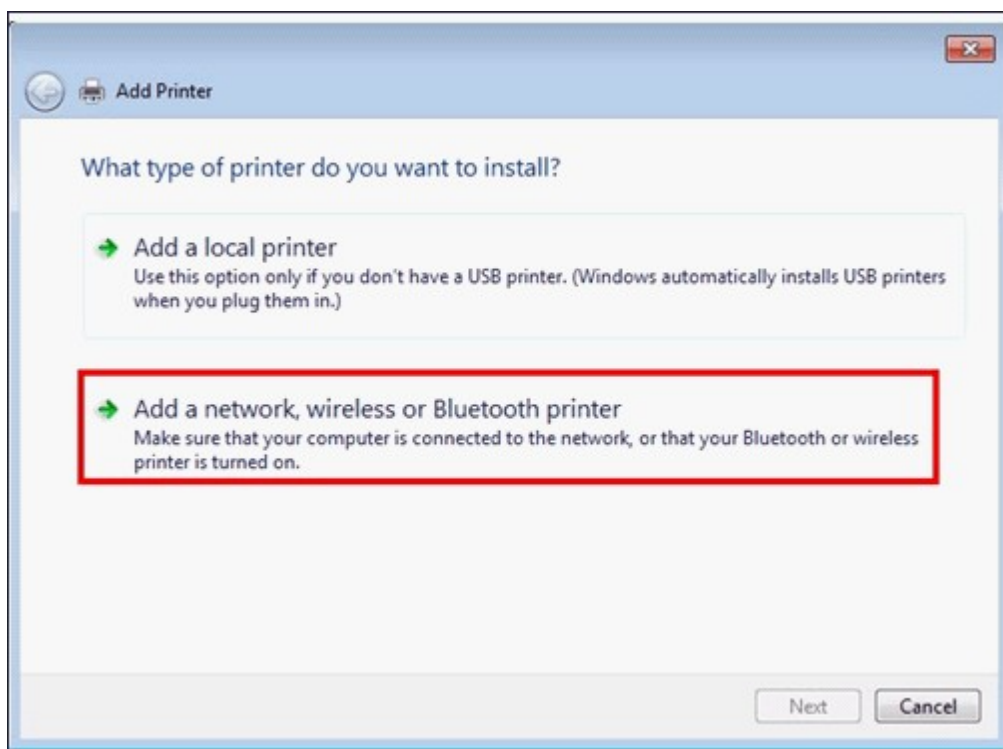 Add Printer
What type of printer do you want to install?
Add a local printer
Use this option only if you don't have a USB printer. (Windows automatically installs USB printers
when you plug them in.)
Add a network, wireless or Bluetooth printer
Make sure that your computer is connected to the network, or that your Bluetooth or wireless
printer is turned on.
Next
Cancel